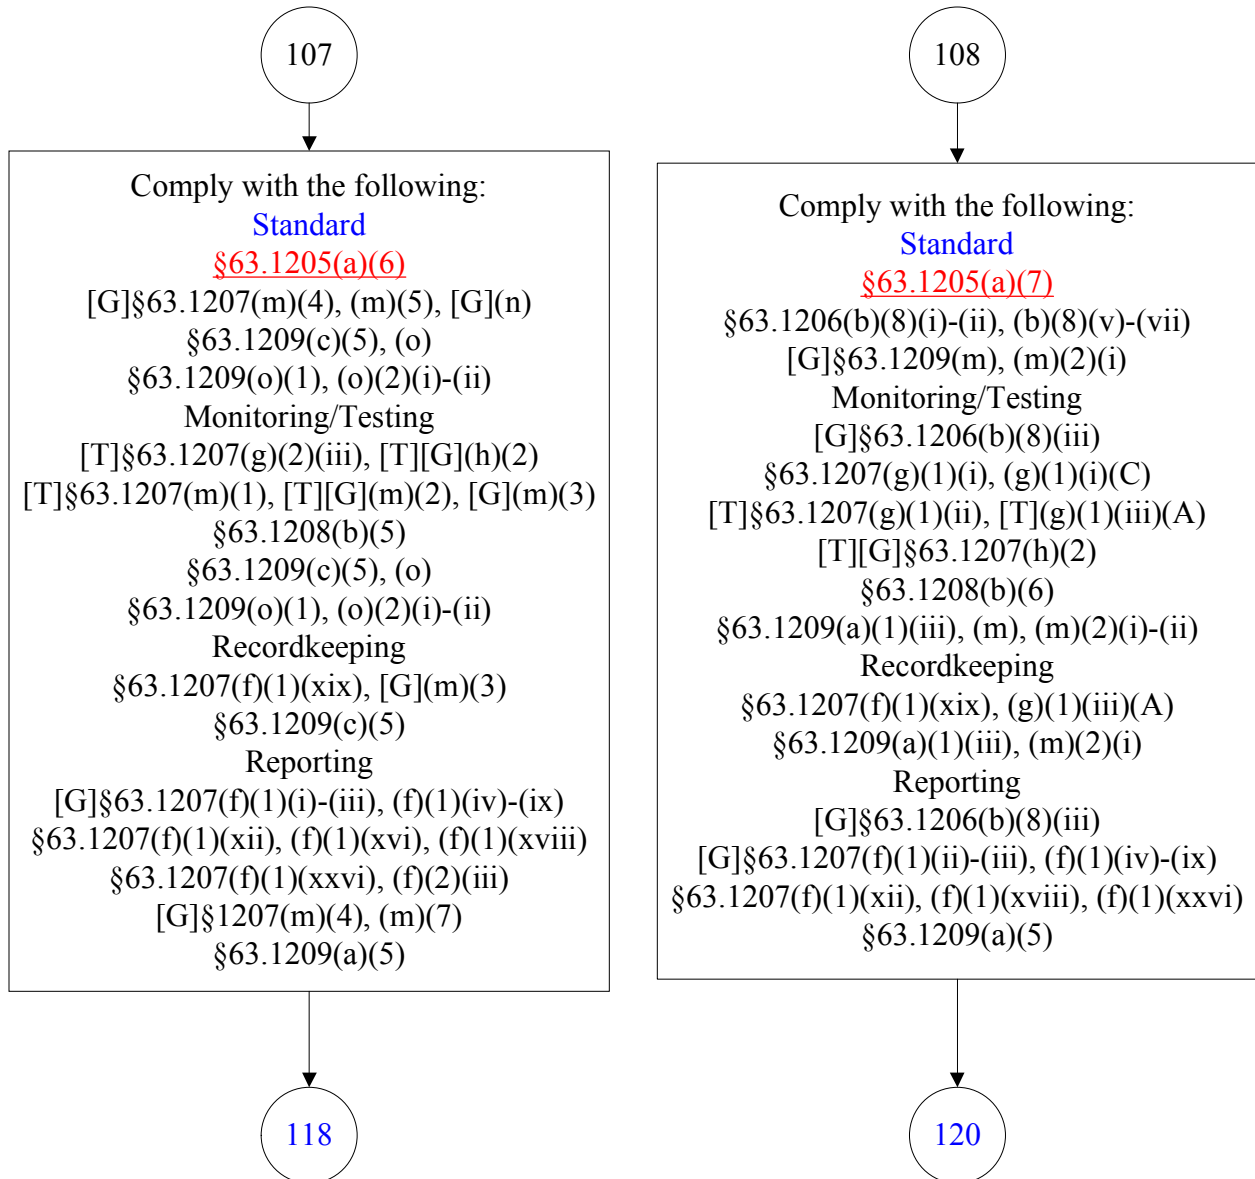 107
Comply with the following:
Standard
§63.1205(a)(6)
[G]§63.1207(m)(4), (m)(5), [G](n)
§63.1209(c)(5), (o)
§63.1209(o)(1), (o)(2)(i)-(ii)
Monitoring/Testing
[T]§63.1207(g)(2)(iii), [T][G](h)(2)
[T]§63.1207(m)(1), [T][G](m)(2), [G](m)(3)
§63.1208(b)(5)
§63.1209(c)(5), (o)
§63.1209(o)(1), (o)(2)(i)-(ii)
Recordkeeping
§63.1207(f)(1)(xix), [G](m)(3)
§63.1209(c)(5)
Reporting
[G]§63.1207(f)(1)(i)-(iii), (f)(1)(iv)-(ix)
§63.1207(f)(1)(xii), (f)(1)(xvi), (f)(1)(xviii)
§63.1207(f)(1)(xxvi), (f)(2)(iii)
[G]§1207(m)(4), (m)(7)
§63.1209(a)(5)
118
108
Comply with the following:
Standard
§63.1205(a)(7)
§63.1206(b)(8)(i)-(ii), (b)(8)(v)-(vii)
[G]§63.1209(m), (m)(2)(i)
Monitoring/Testing
[G]§63.1206(b)(8)(iii)
§63.1207(g)(1)(i), (g)(1)(i)(C)
[T]§63.1207(g)(1)(ii), [T](g)(1)(iii)(A)
[T][G]§63.1207(h)(2)
§63.1208(b)(6)
§63.1209(a)(1)(iii), (m), (m)(2)(i)-(ii)
Recordkeeping
§63.1207(f)(1)(xix), (g)(1)(iii)(A)
§63.1209(a)(1)(iii), (m)(2)(i)
Reporting
[G]§63.1206(b)(8)(iii)
[G]§63.1207(f)(1)(ii)-(iii), (f)(1)(iv)-(ix)
§63.1207(f)(1)(xii), (f)(1)(xviii), (f)(1)(xxvi)
§63.1209(a)(5)
120